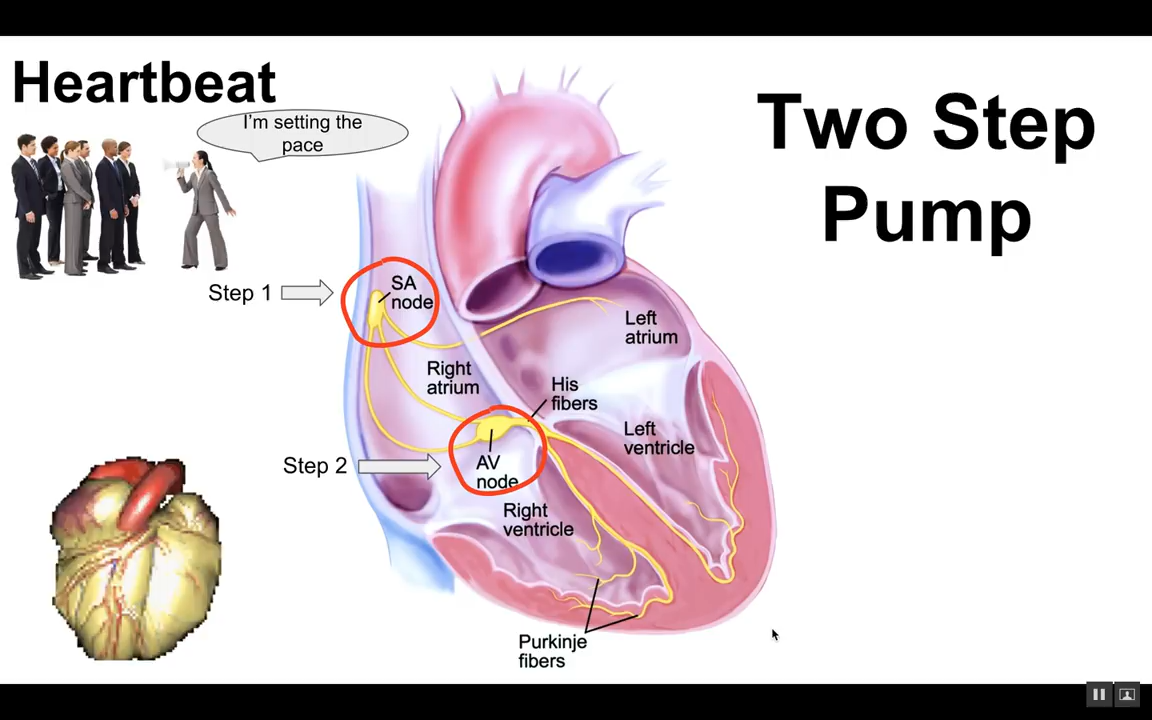 Heartbeat
I'm setting the
pace
Two Step
Pump
Step 1
SA
node
Left
atrium
Right
atrium
His
fibers
Left
ventricle
Step 2
AV
node
Right
ventricle
Purkinje
fibers